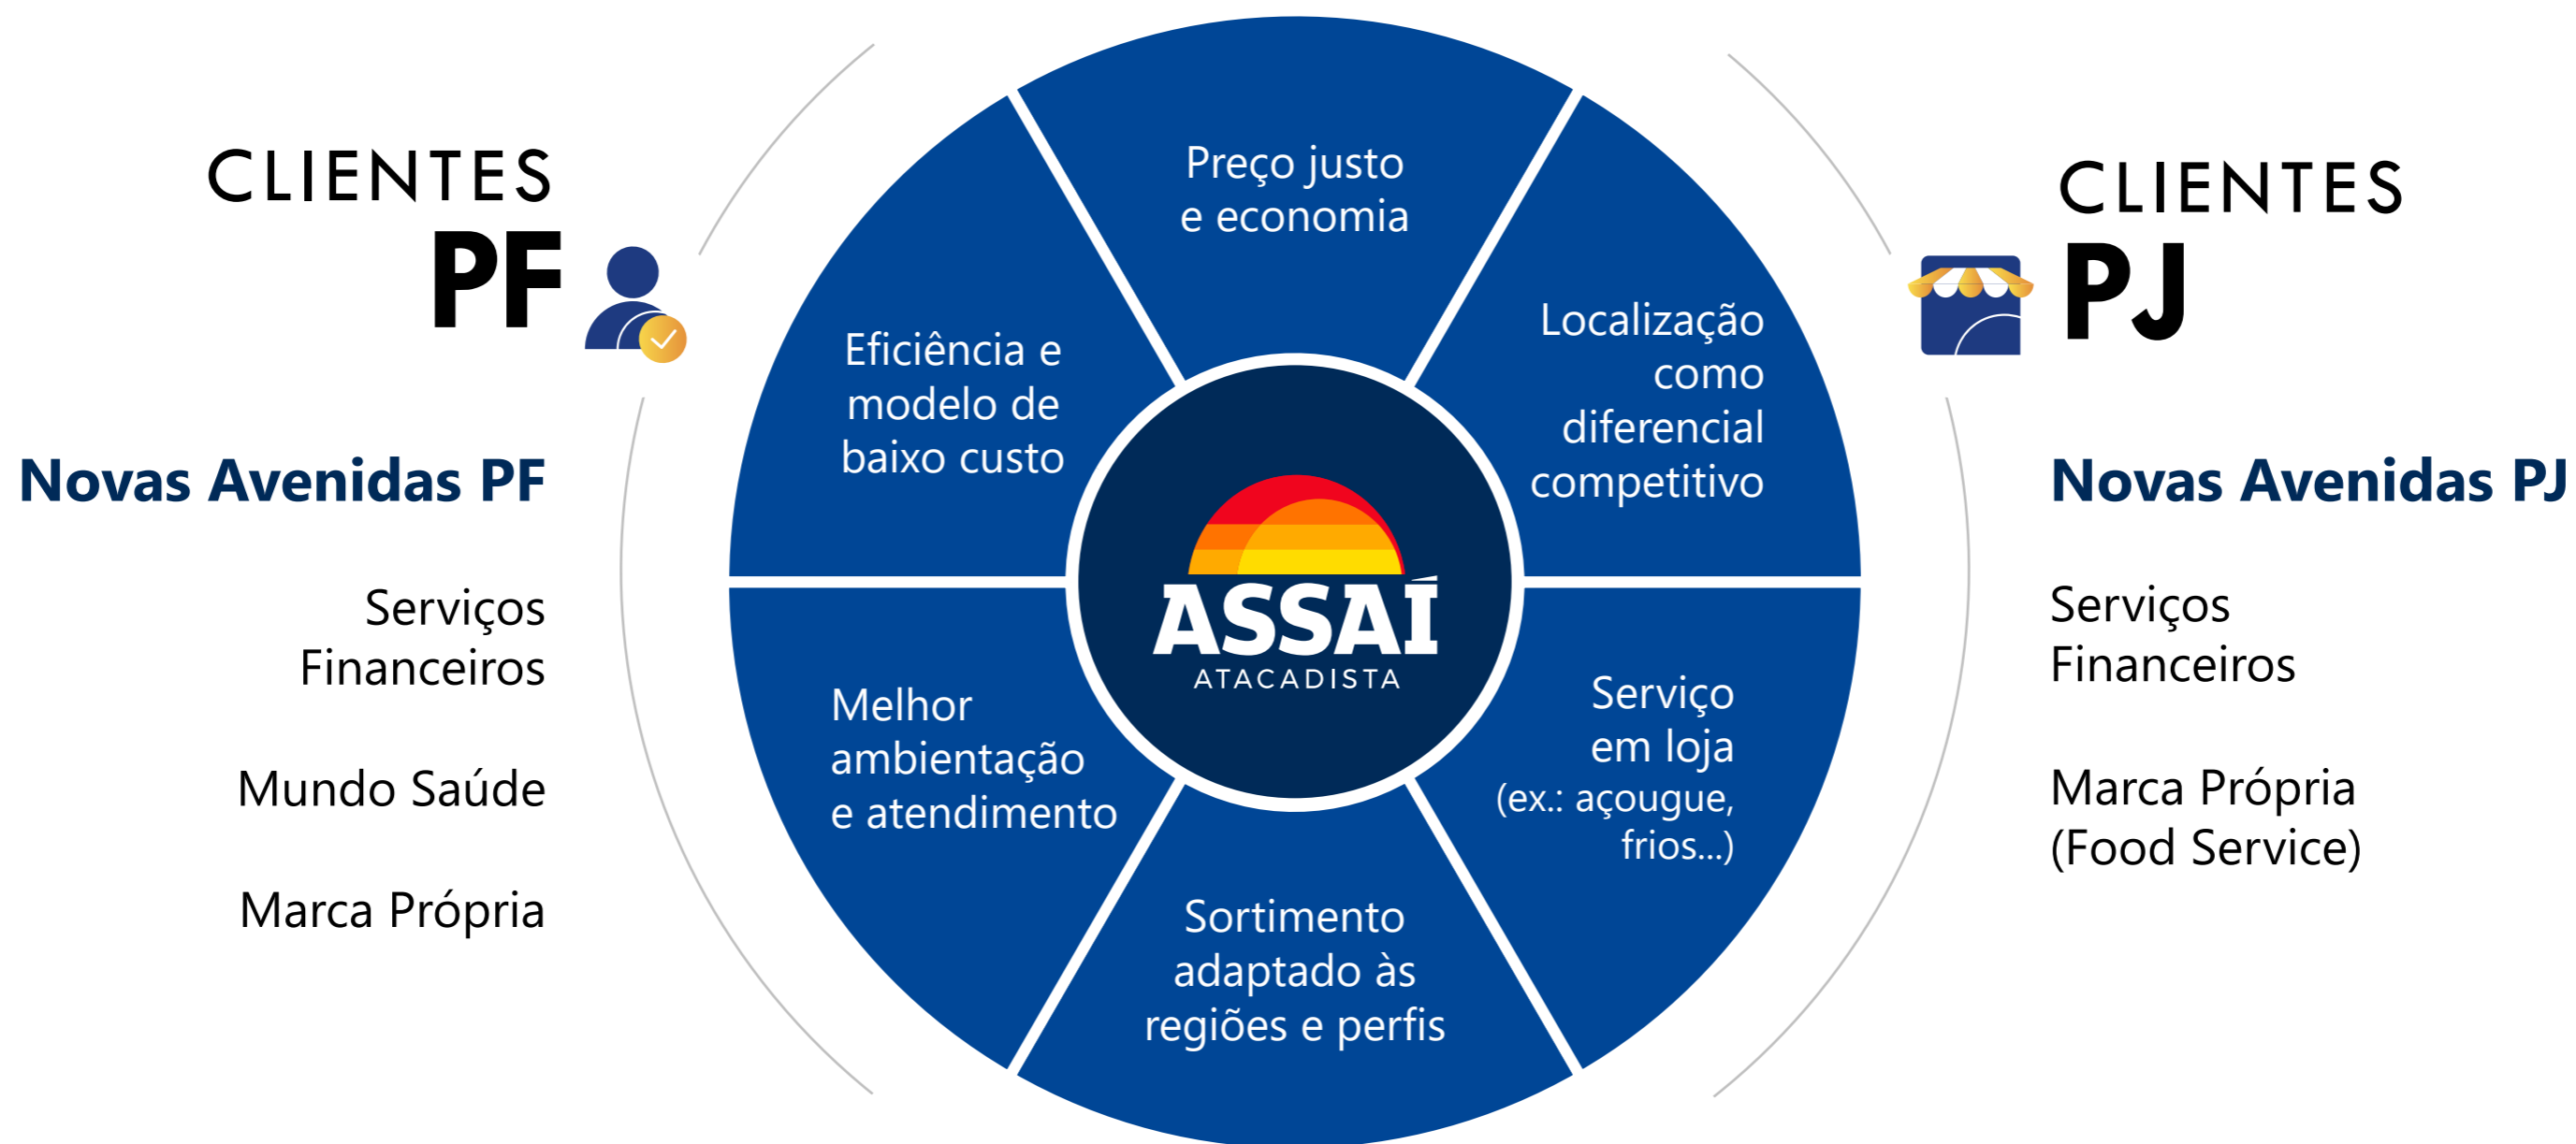 CLIENTES
PF
Novas Avenidas PF
Serviços
Financeiros
Mundo Saúde
Marca Própria
Preço justo
e economia
Localização
como
diferencial
competitivo
Serviço
em loja
(ex.: açougue,
frios...)
Sortimento
adaptado às
regiões e perfis
Melhor
ambientação
e atendimento
Eficiência e
modelo de
baixo custo
ASSAÍ
ATACADISTA
CLIENTES
PJ
Novas Avenidas PJ
Serviços
Financeiros
Marca Própria
(Food Service)